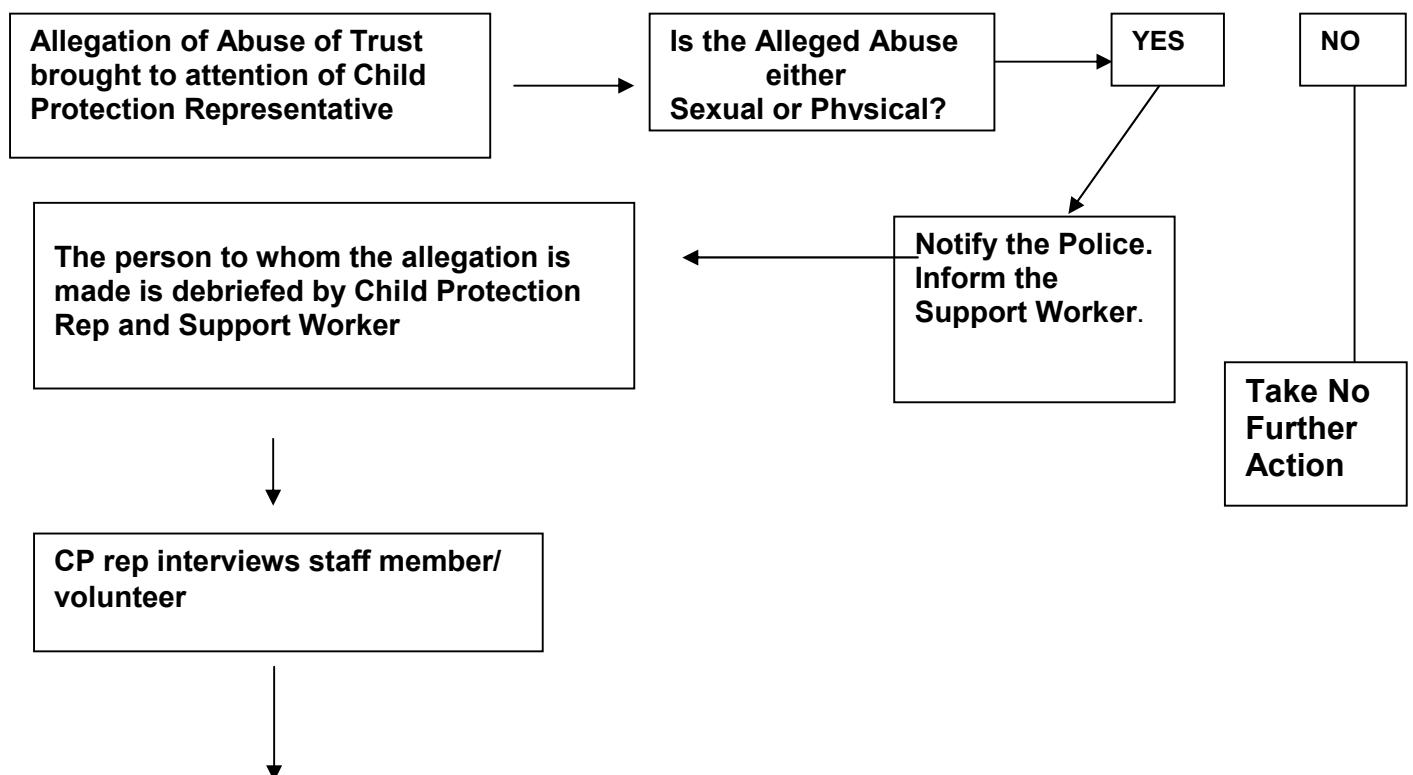 Allegation of Abuse of Trust
brought to attention of Child
Protection Representative
Is the Alleged Abuse
either
Sexual or Physical?
YES
NO
Notify the Police.
Inform the
Support Worker.
The person to whom the allegation is
made is debriefed by Child Protection
Rep and Support Worker
Take No
Further
Action
CP rep interviews staff member/
volunteer